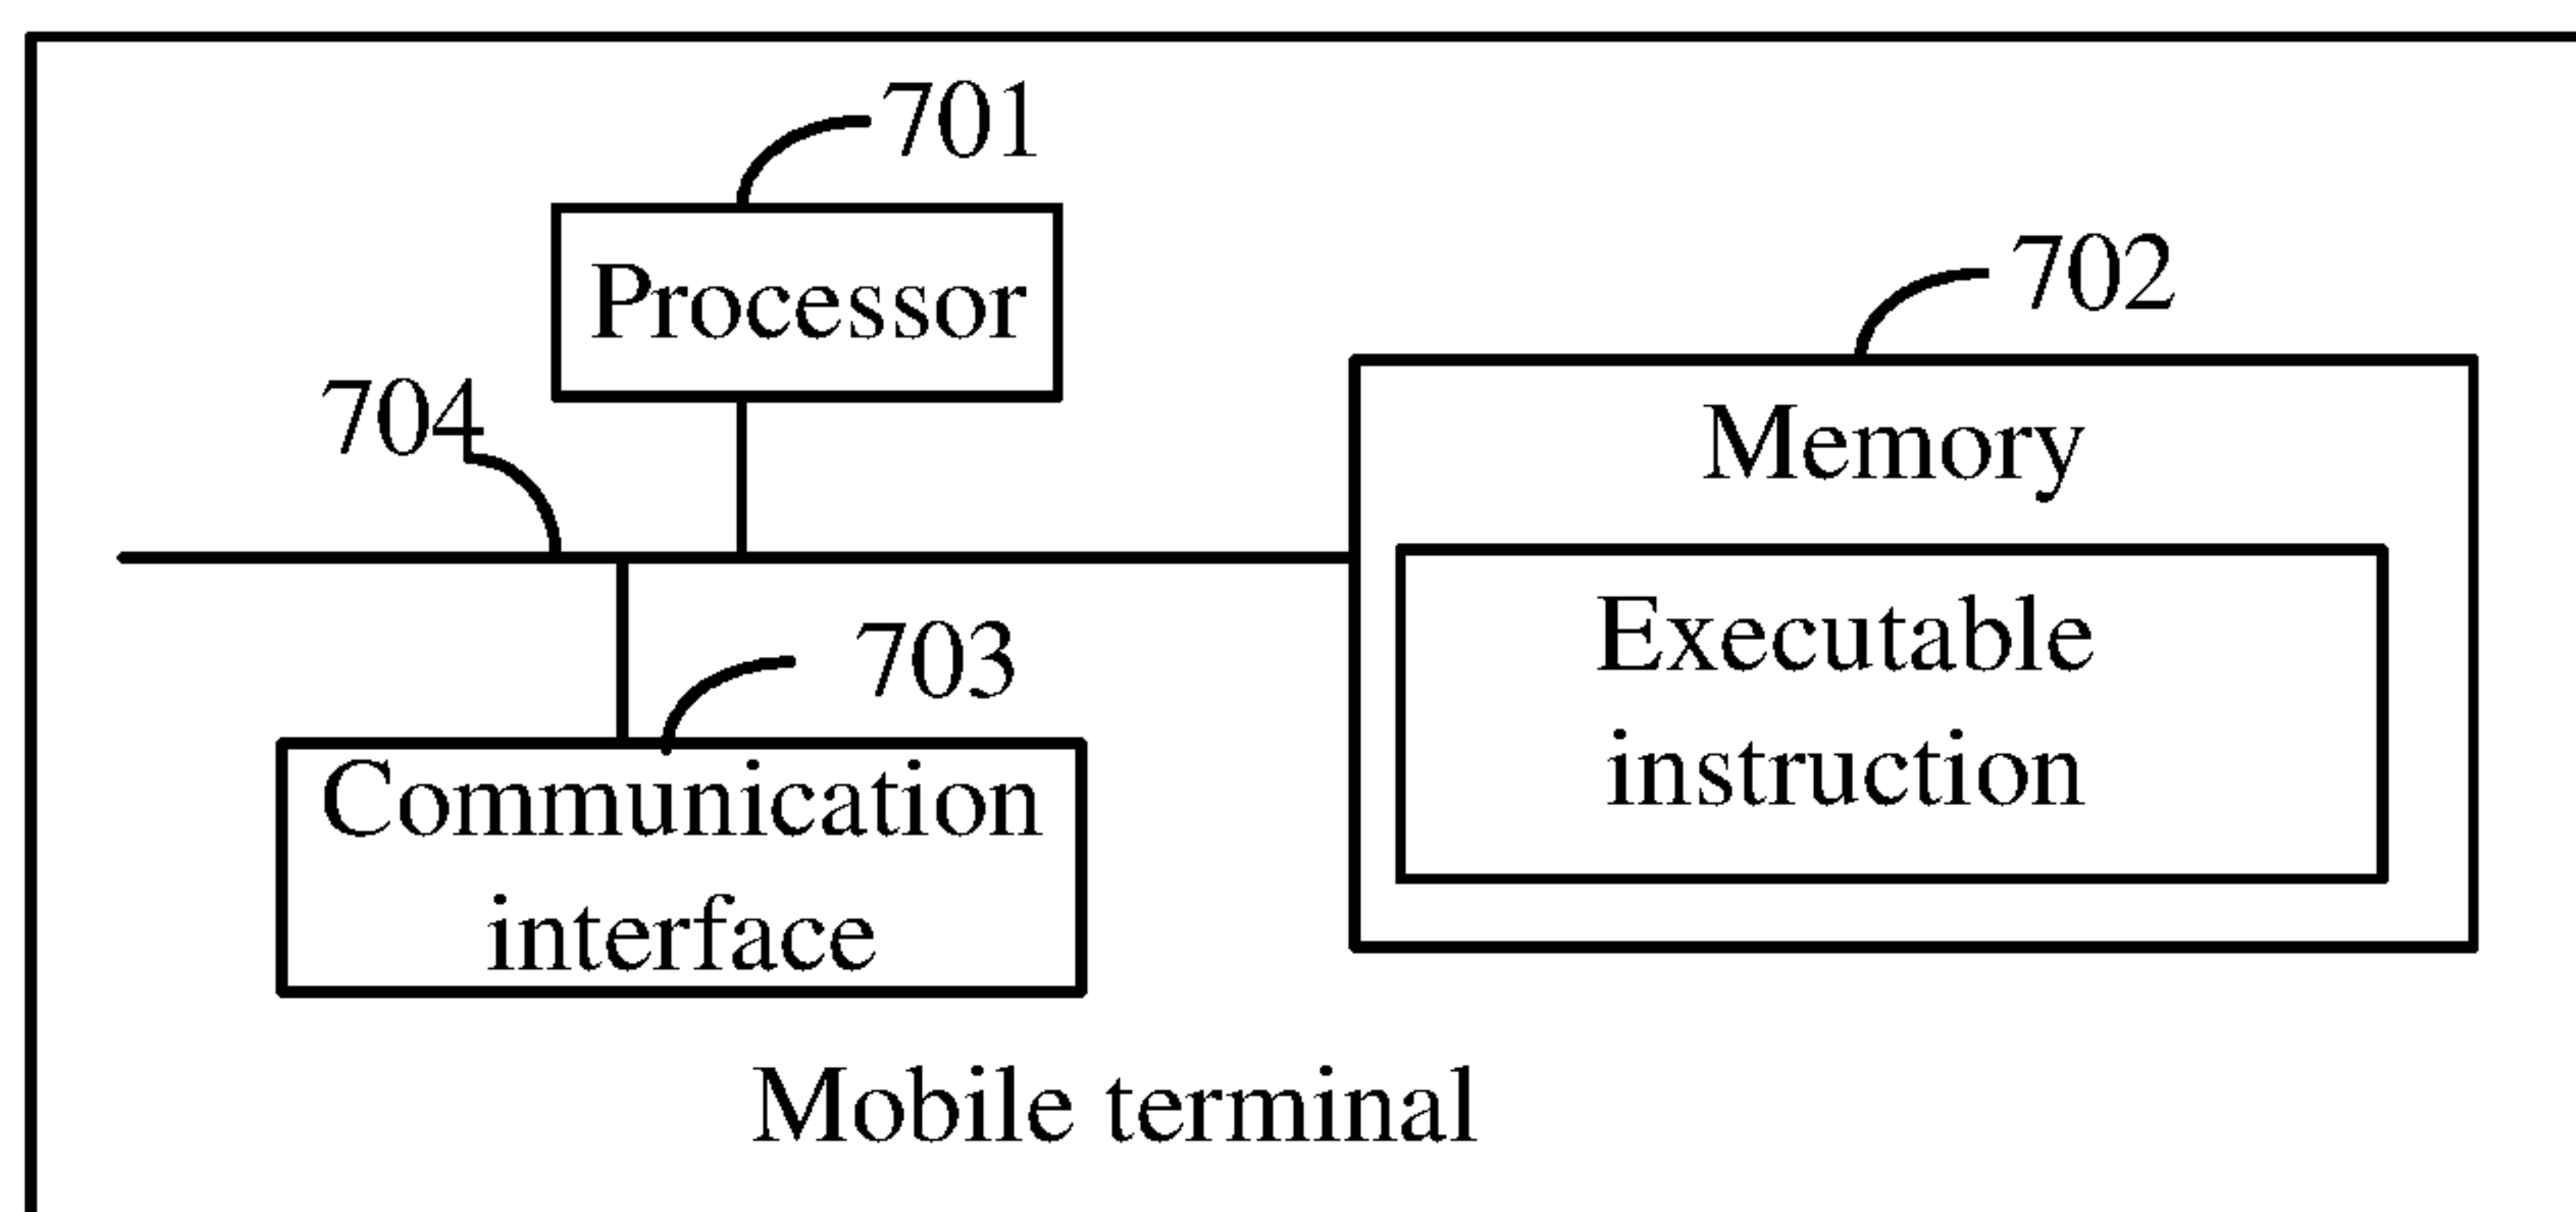 701
Processor
702
704
Memory
Executable
instruction
703
Communication
interface
Mobile terminal